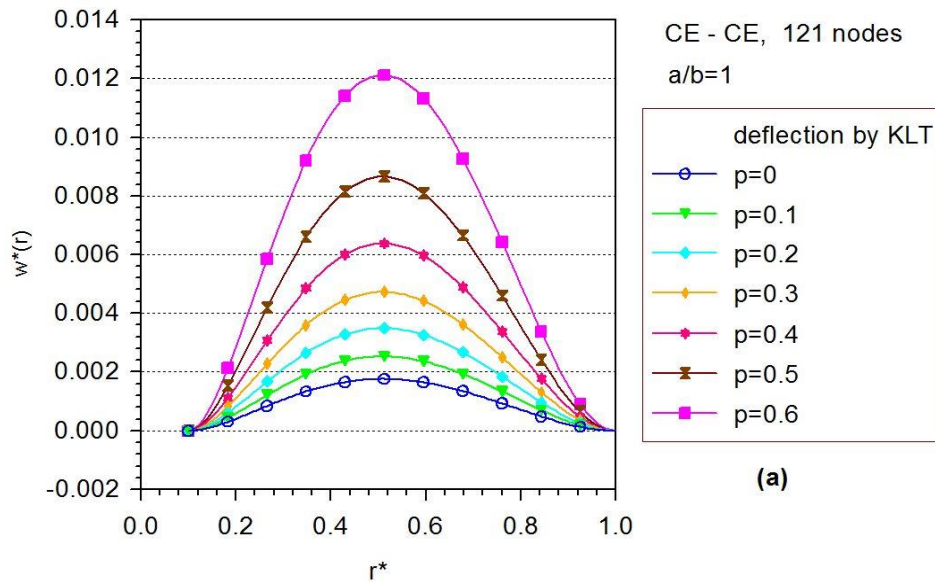 0.014
0.012
0.010
0.008
0.006
0.004
0.002
0.000
-0.002
w*(r)
0.0 0.2 0.4 0.6 0.8 1.0
r*
CE - CE, 121 nodes
a/b=1
deflection by KLT
p=0
p=0.1
p=0.2
p=0.3
p=0.4
p=0.5
p=0.6
(a)